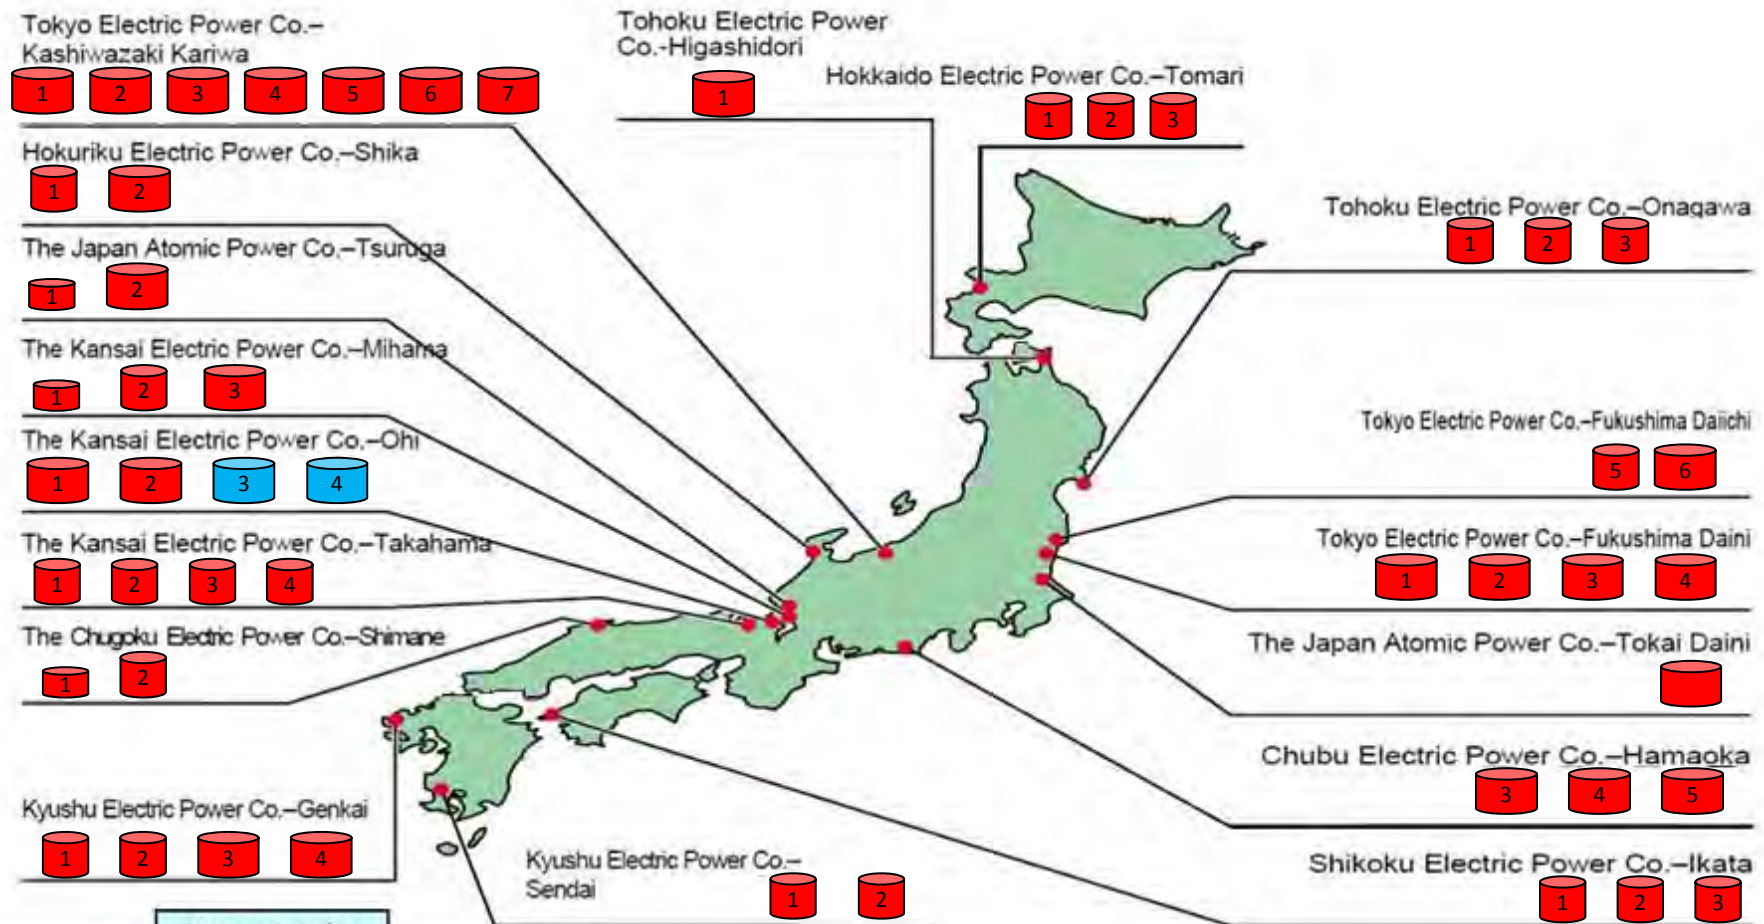 Tokyo Electric Power Co.–
Kashiwazaki Kariwa
1 2 3 4 5 6 7
Hokuriku Electric Power Co.–Shika
1 2
The Japan Atomic Power Co.–Tsuruga
1 2
The Kansai Electric Power Co.–Mihama
1 2 3
The Kansai Electric Power Co.–Ohi
1 2 3 4
The Kansai Electric Power Co.–Takahama
1 2 3 4
The Chugoku Electric Power Co.–Shimane
1 2
Kyushu Electric Power Co.–Genkai
1 2 3 4
Tohoku Electric Power
Co.-Higashidori
1
Hokkaido Electric Power Co.–Tomari
1 2 3
Tohoku Electric Power Co.–Onagawa
1 2 3
Tokyo Electric Power Co.–Fukushima Daiichi
5 6
Tokyo Electric Power Co.–Fukushima Daini
1 2 3 4
The Japan Atomic Power Co.–Tokai Daini
Chubu Electric Power Co.–Hamaoka
3 4 5
Shikoku Electric Power Co.–Ikata
1 2 3
Kyushu Electric Power Co.–
Sendai
1 2